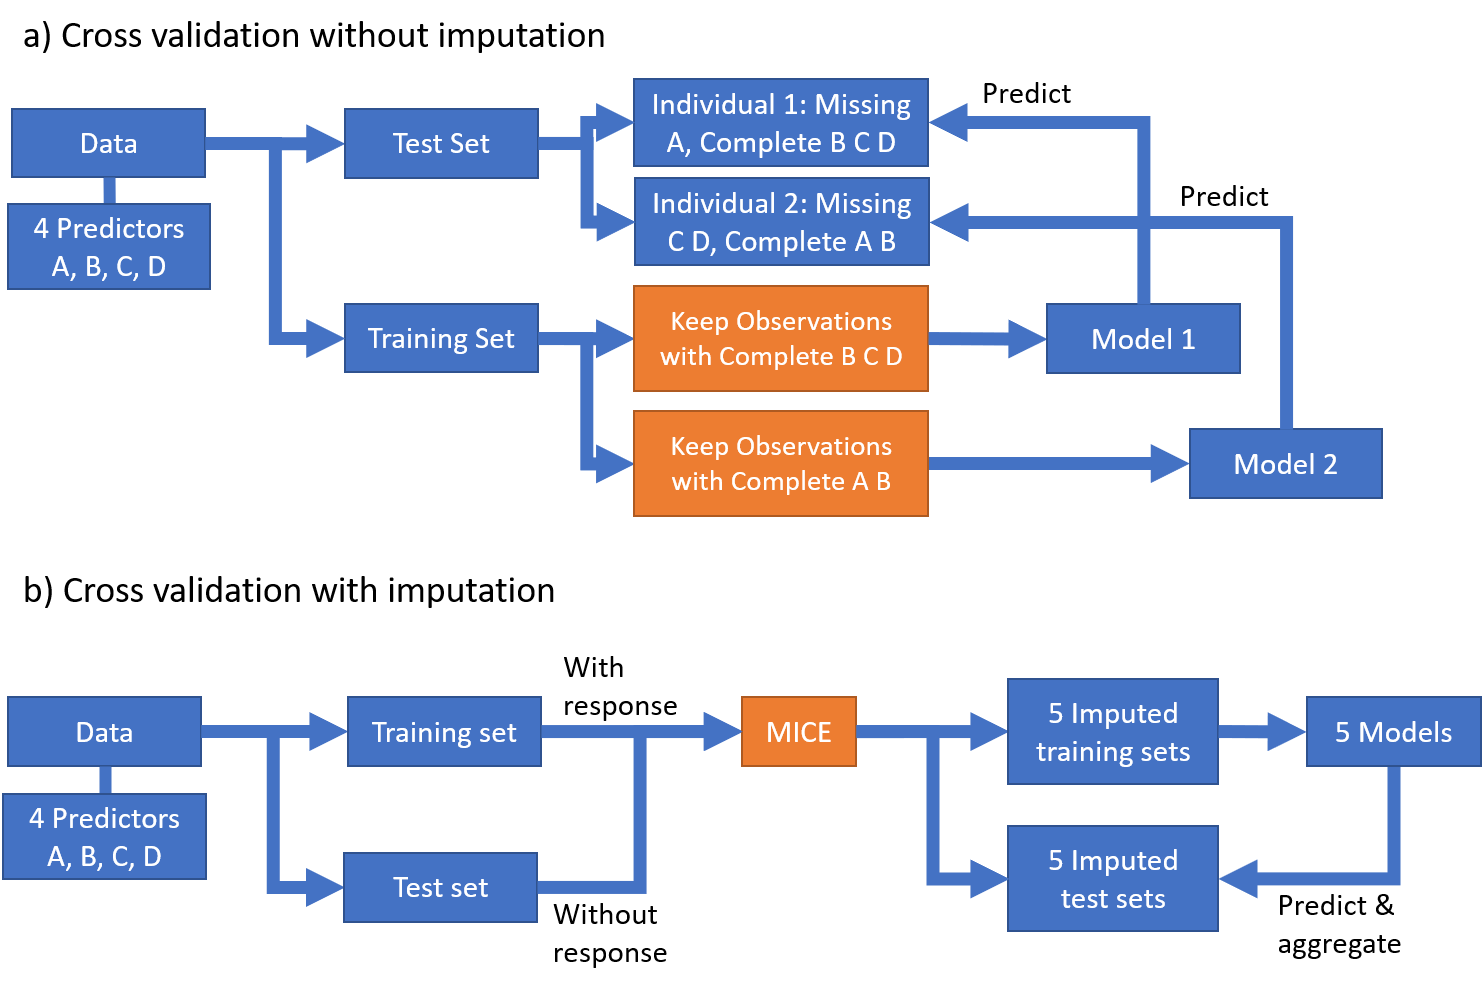 a) Cross validation without imputation
Data
4 Predictors
A, B, C, D
Test Set
Training Set
Individual 1: Missing
A, Complete B C D
Individual 2: Missing
C D, Complete A B
Keep Observations
with Complete B C D
Keep Observations
with Complete A B
Predict
Predict
Model 1
Model 2
b) Cross validation with imputation
Data
4 Predictors
A, B, C, D
Training set
Test set
With
response
Without
response
MICE
5 Imputed
training sets
5 Imputed
test sets
5 Models
Predict &
aggregate